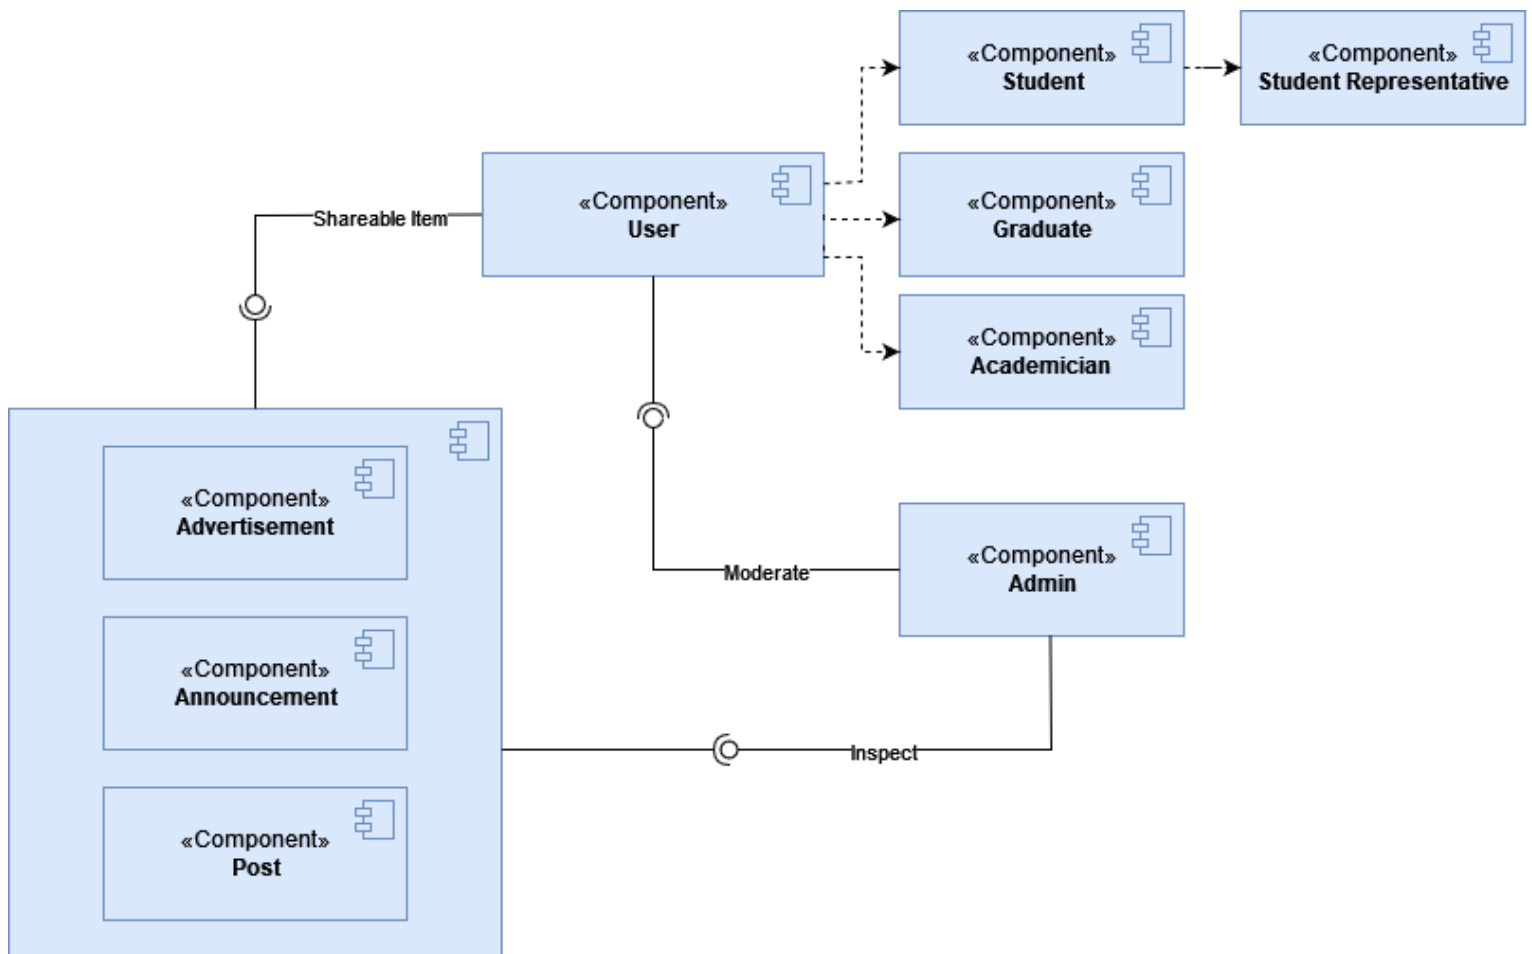 «Component»
Student
«Component»
Student Representative
«Component»
User
«Component»
Graduate
Shareable Item
«Component»
Academician
«Component»
Advertisement
«Component»
Admin
Moderate
«Component»
Announcement
Inspect
«Component»
Post